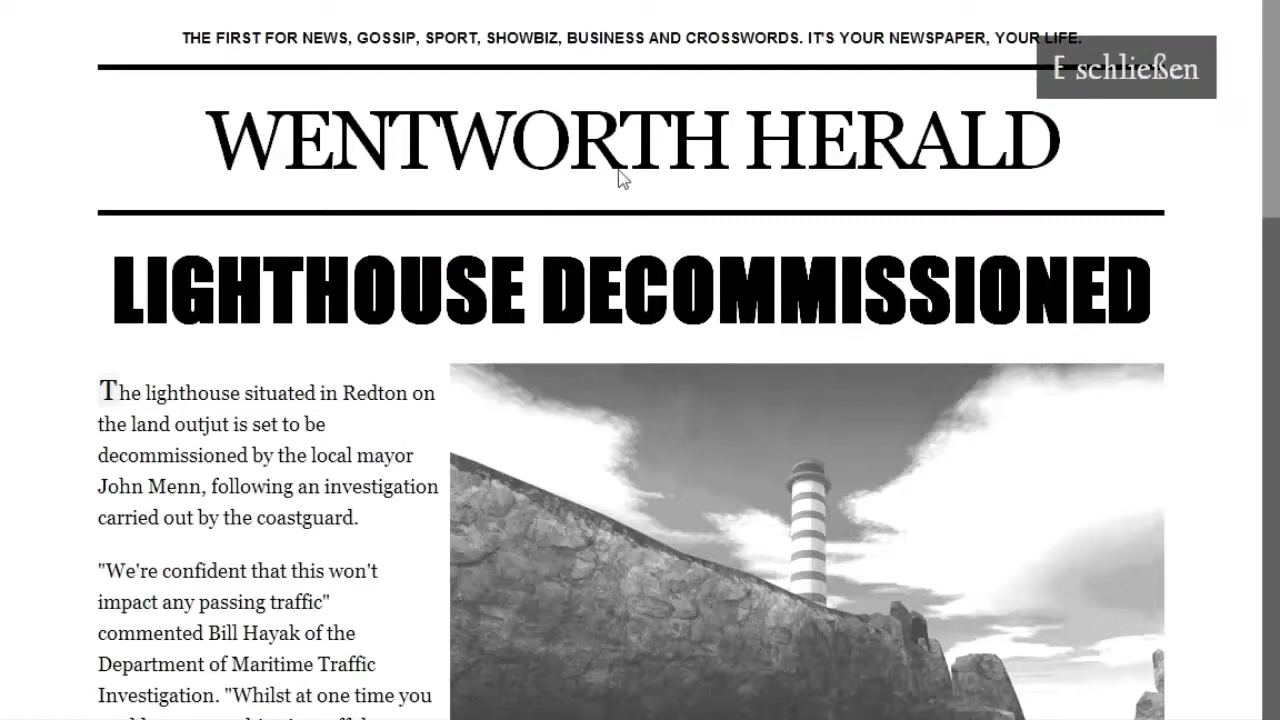 THE FIRST FOR NEWS, GOSSIP, SPORT, SHOWBIZ, BUSINESS AND CROSSWORDS. IT'S YOUR NEWSPAPER, YOUR LIFE.
E schließen
WENTWORTH HERALD
LIGHTHOUSE DECOMMISSIONED
The lighthouse situated in Redton on
the land outjut is set to be
decommissioned by the local mayor
John Menn, following an investigation
carried out by the coastguard.
"We're confident that this won't
impact any passing traffic"
commented Bill Hayak of the
Department of Maritime Traffic
Investigation. "Whilst at one time you